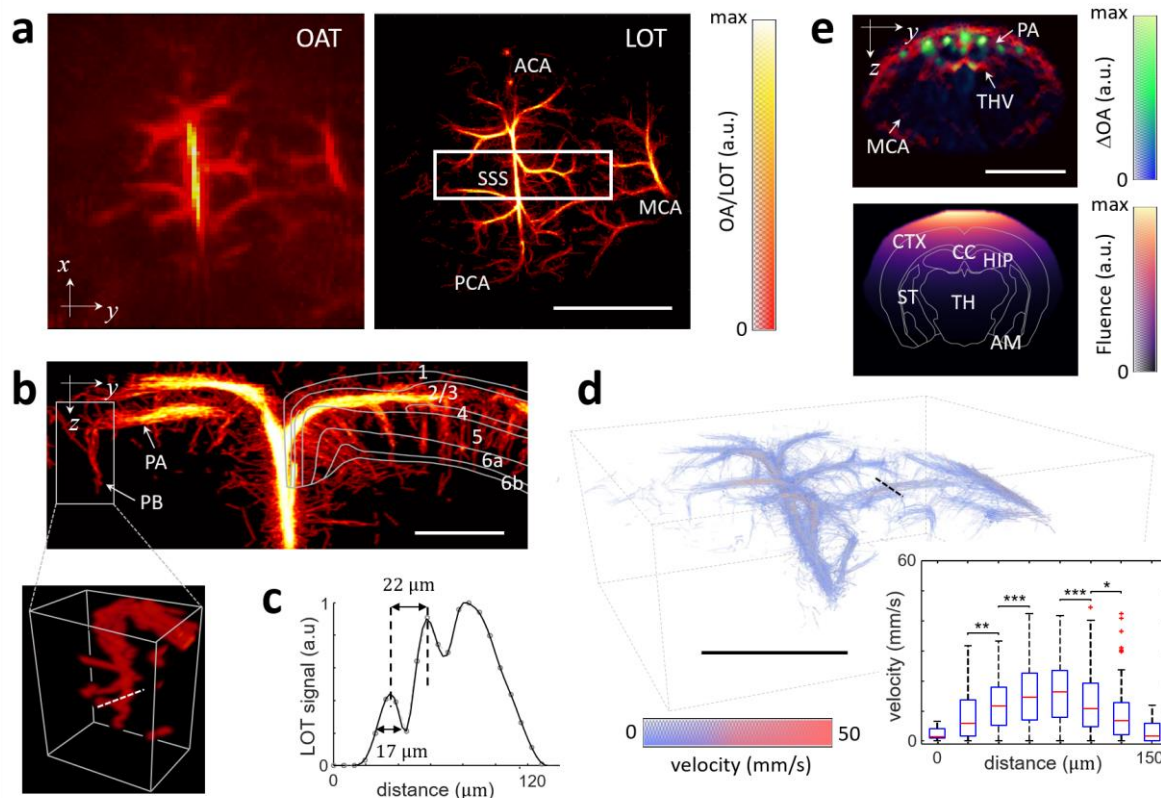 a
OAT
LOT
ACA
SSS
MCA
PCA
x
y
OA/LOT (a.u.)
0
e
y
z
PA
THV
MCA
max
ΔOA (a.u.)
0
CTX
CC
HIP
ST
TH
AM
max
Fluence (a.u.)
0
b
y
z
PA
PB
1
2/3
4
5
6a
6b
c
22 μm
17 μm
1
0
LOT signal (a.u)
0
60
120
distance (μm)
d
0
50
velocity (mm/s)
60
0
velocity (mm/s)
**
***
***
*
0
150
distance (μm)
max